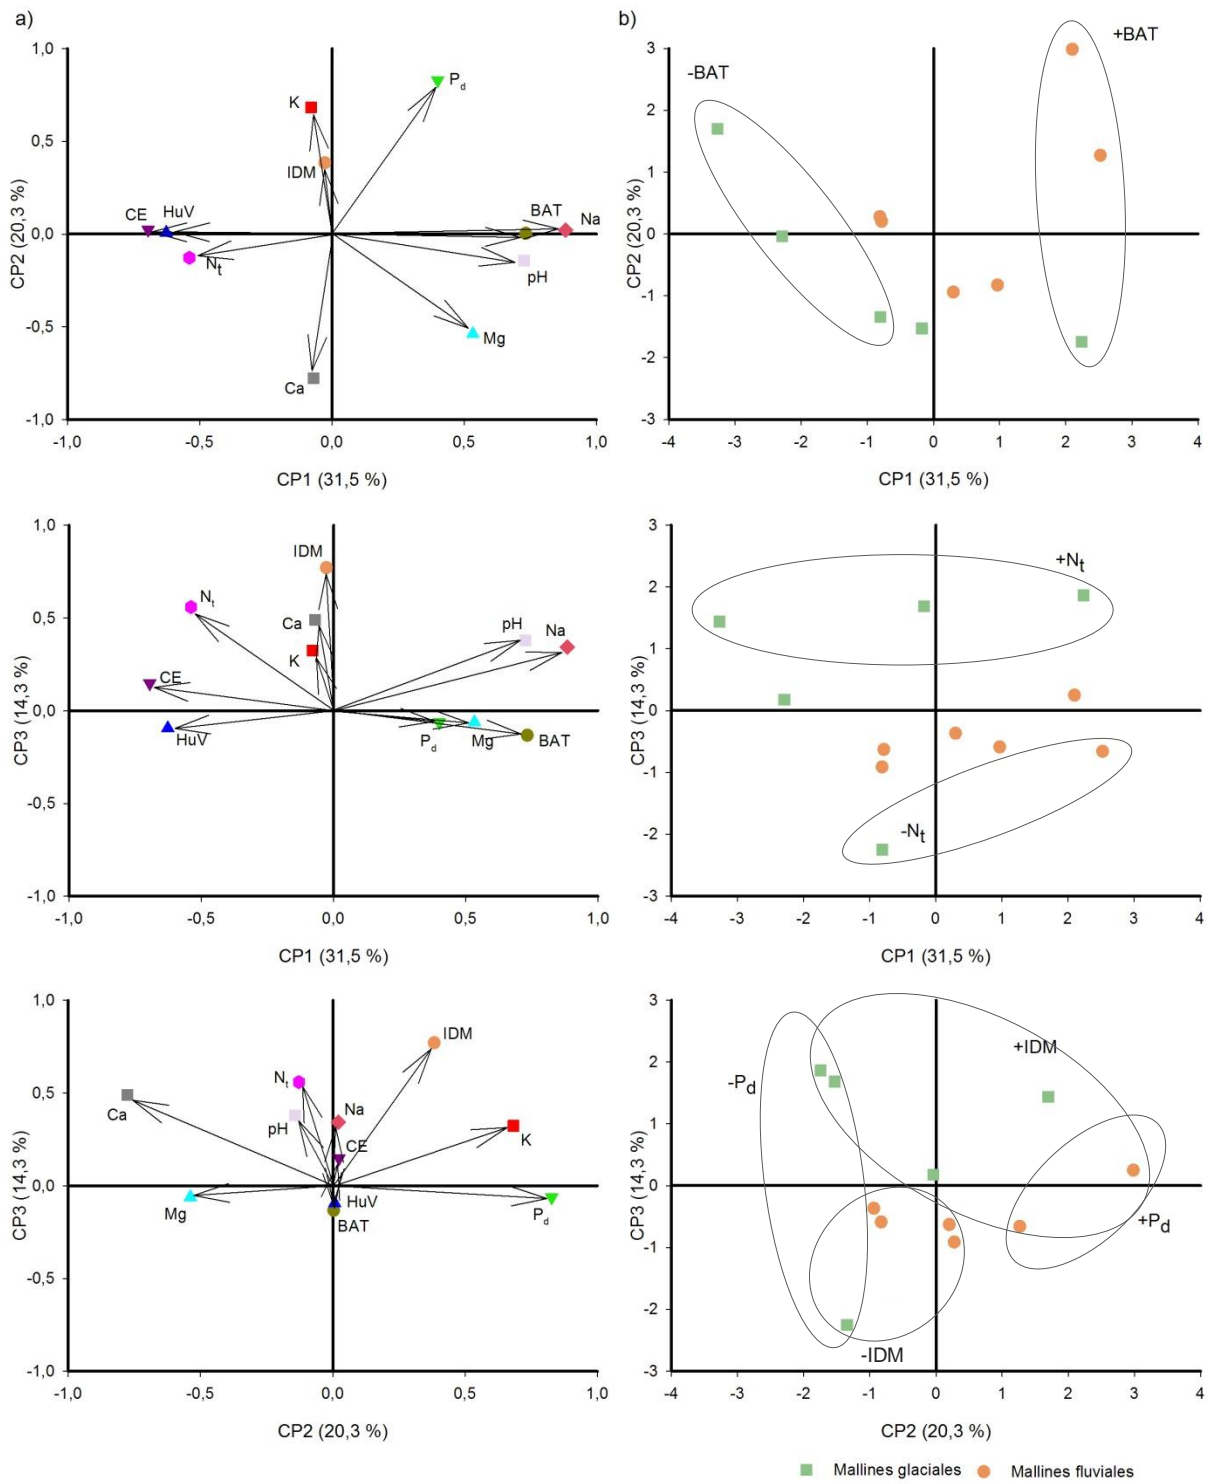 a)
1,0
0,5
0,0
-0,5
-1,0
CP2 (20,3 %)
P_d
K
IDM
CE
HuV
N_t
BAT
Na
pH
Mg
Ca
-1,0 -0,5 0,0 0,5 1,0
CP1 (31,5 %)
b)
3
2
1
0
-1
-2
-3
CP2 (20,3 %)
-BAT
+BAT
-4 -3 -2 -1 0 1 2 3 4
CP1 (31,5 %)
1,0
0,5
0,0
-0,5
-1,0
CP3 (14,3 %)
IDM
N_t
Ca
K
pH
Na
CE
HuV
P_d
Mg
BAT
-1,0 -0,5 0,0 0,5 1,0
CP1 (31,5 %)
3
2
1
0
-1
-2
-3
CP3 (14,3 %)
+N_t
-N_t
-4 -3 -2 -1 0 1 2 3 4
CP1 (31,5 %)
1,0
0,5
0,0
-0,5
-1,0
CP3 (14,3 %)
IDM
N_t
Ca
Na
pH
CE
K
Mg
HuV
BAT
P_d
-1,0 -0,5 0,0 0,5 1,0
CP2 (20,3 %)
3
2
1
0
-1
-2
-3
CP3 (14,3 %)
+IDM
-P_d
+P_d
-IDM
-4 -3 -2 -1 0 1 2 3 4
CP2 (20,3 %)
Mallines glaciales Mallines fluviales